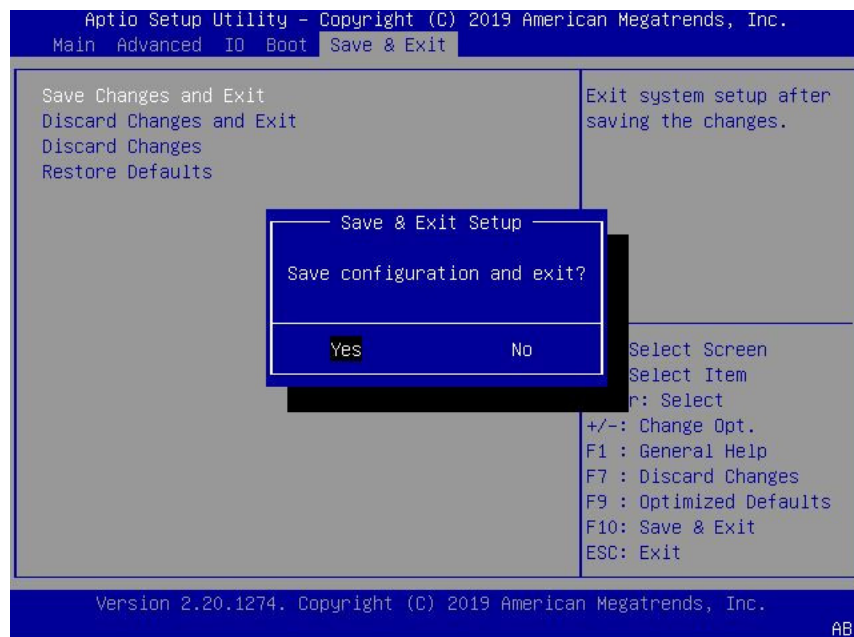 Aptio Setup Utility – Copyright (C) 2019 American Megatrends, Inc.
Main Advanced IO Boot Save & Exit
Save Changes and Exit
Discard Changes and Exit
Discard Changes
Restore Defaults
Exit system setup after
saving the changes.
Save & Exit Setup
Save configuration and exit?
Yes No
Select Screen
Select Item
r: Select
+/-: Change Opt.
F1 : General Help
F7 : Discard Changes
F9 : Optimized Defaults
F10: Save & Exit
ESC: Exit
Version 2.20.1274. Copyright (C) 2019 American Megatrends, Inc.
AB